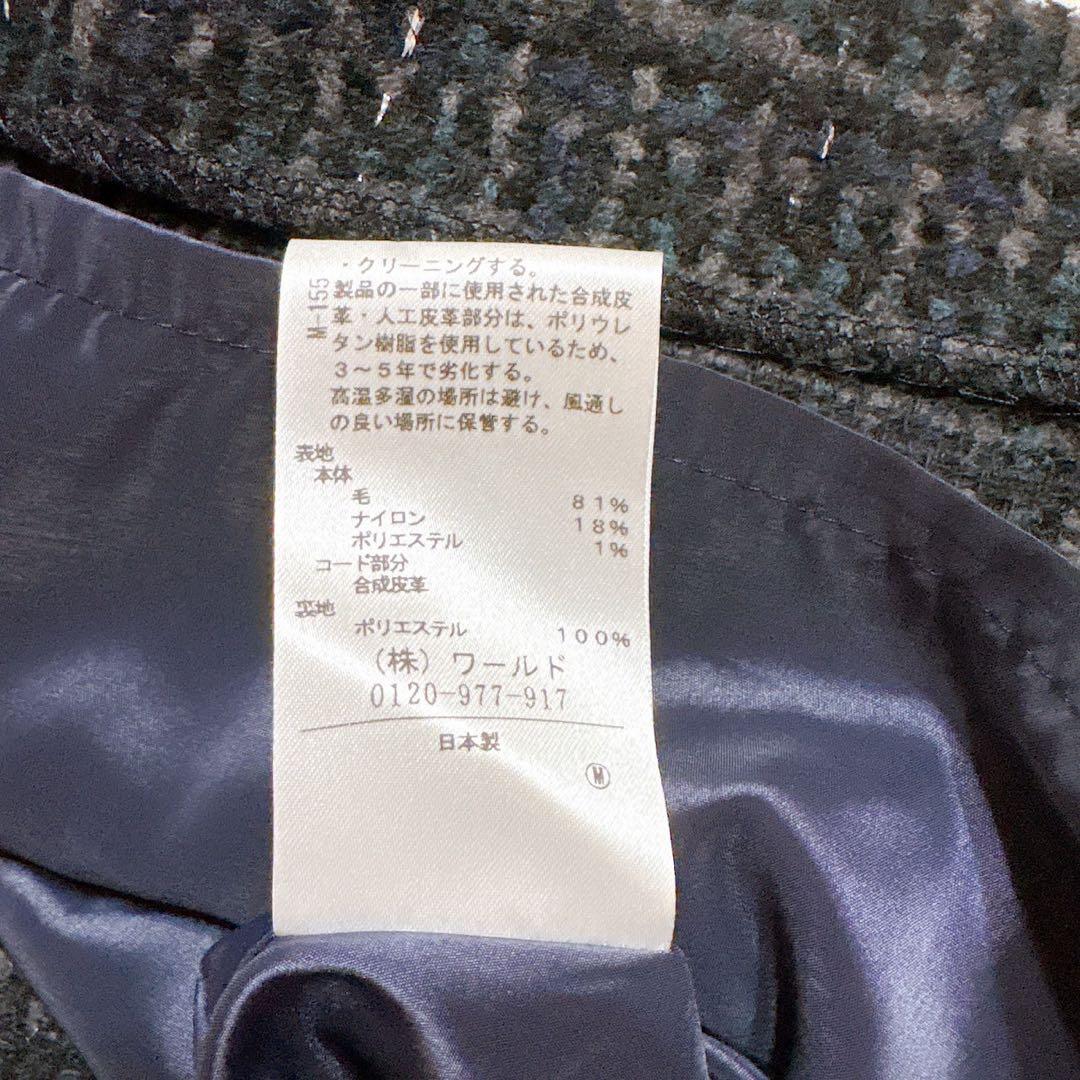 ・クリーニングする。
M-155
製品の一部に使用された合成皮
革・人工皮革部分は、ポリウレ
タン樹脂を使用しているため、
3〜5年で劣化する。
高温多湿の場所は避け、風通し
の良い場所に保管する。
表地
本体
毛 81%
ナイロン 18%
ポリエステル 1%
コード部分
合成皮革
裏地
ポリエステル 100%
(株)ワールド
0120-977-917
日本製
M